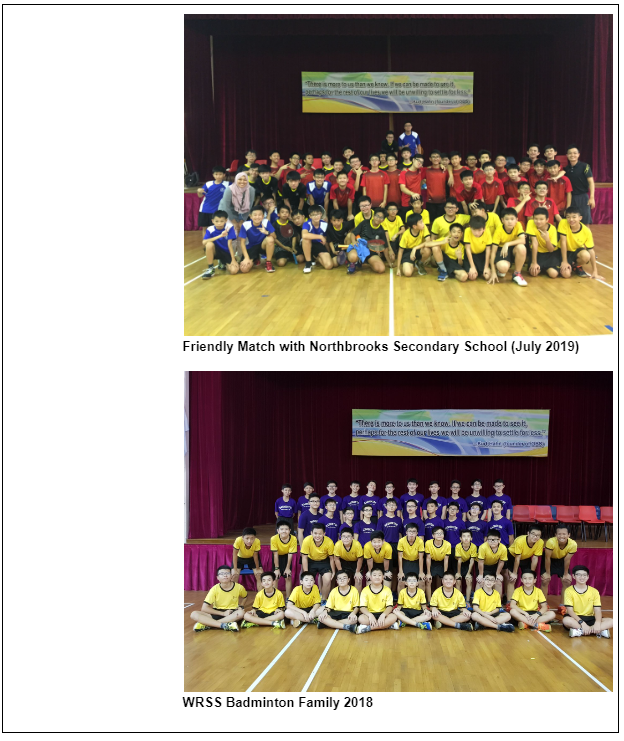 "There is more to us than we know. If we can be made to see it,
perhaps for the rest of our lives we will be unwilling to settle for less."
Friendly Match with Northbrooks Secondary School (July 2019)
"There is more to us than we know. If we can be made to see it,
perhaps for the rest of our lives we will be unwilling to settle for less."
WRSS Badminton Family 2018